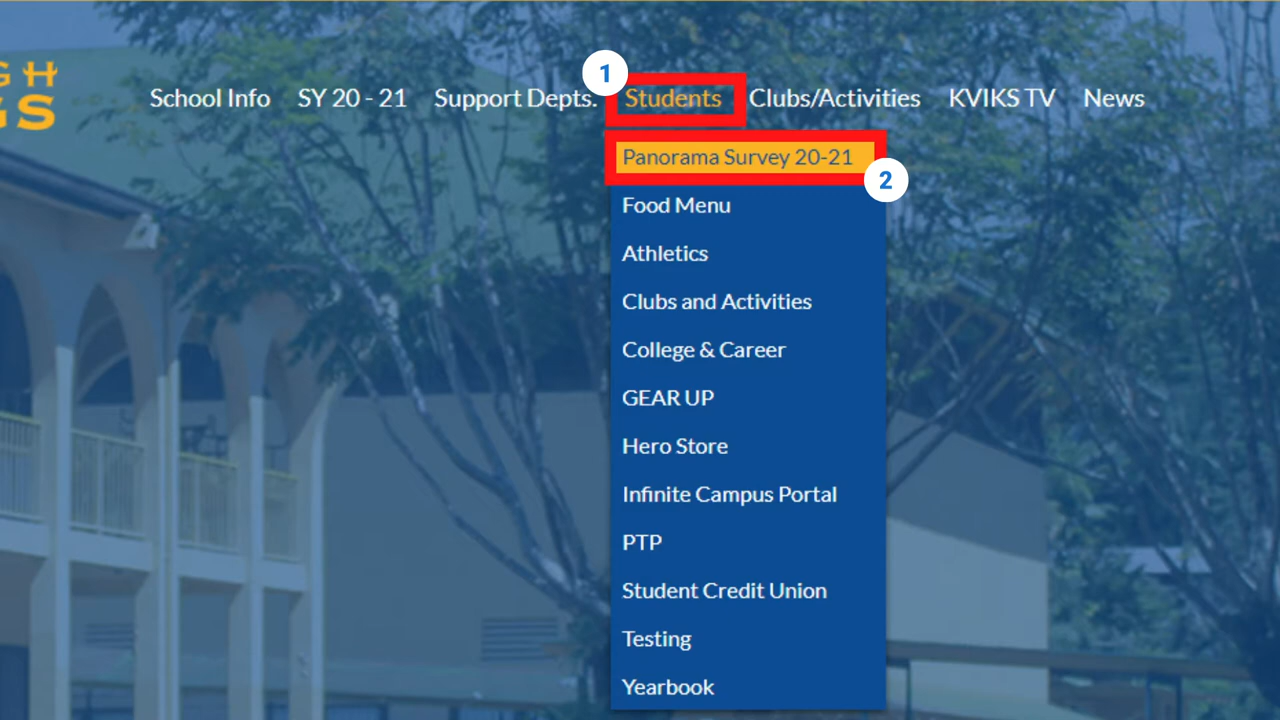 GH
GS
1
School Info SY 20 - 21 Support Depts. Students Clubs/Activities KVIKS TV News
Panorama Survey 20-21
2
Food Menu
Athletics
Clubs and Activities
College & Career
GEAR UP
Hero Store
Infinite Campus Portal
PTP
Student Credit Union
Testing
Yearbook